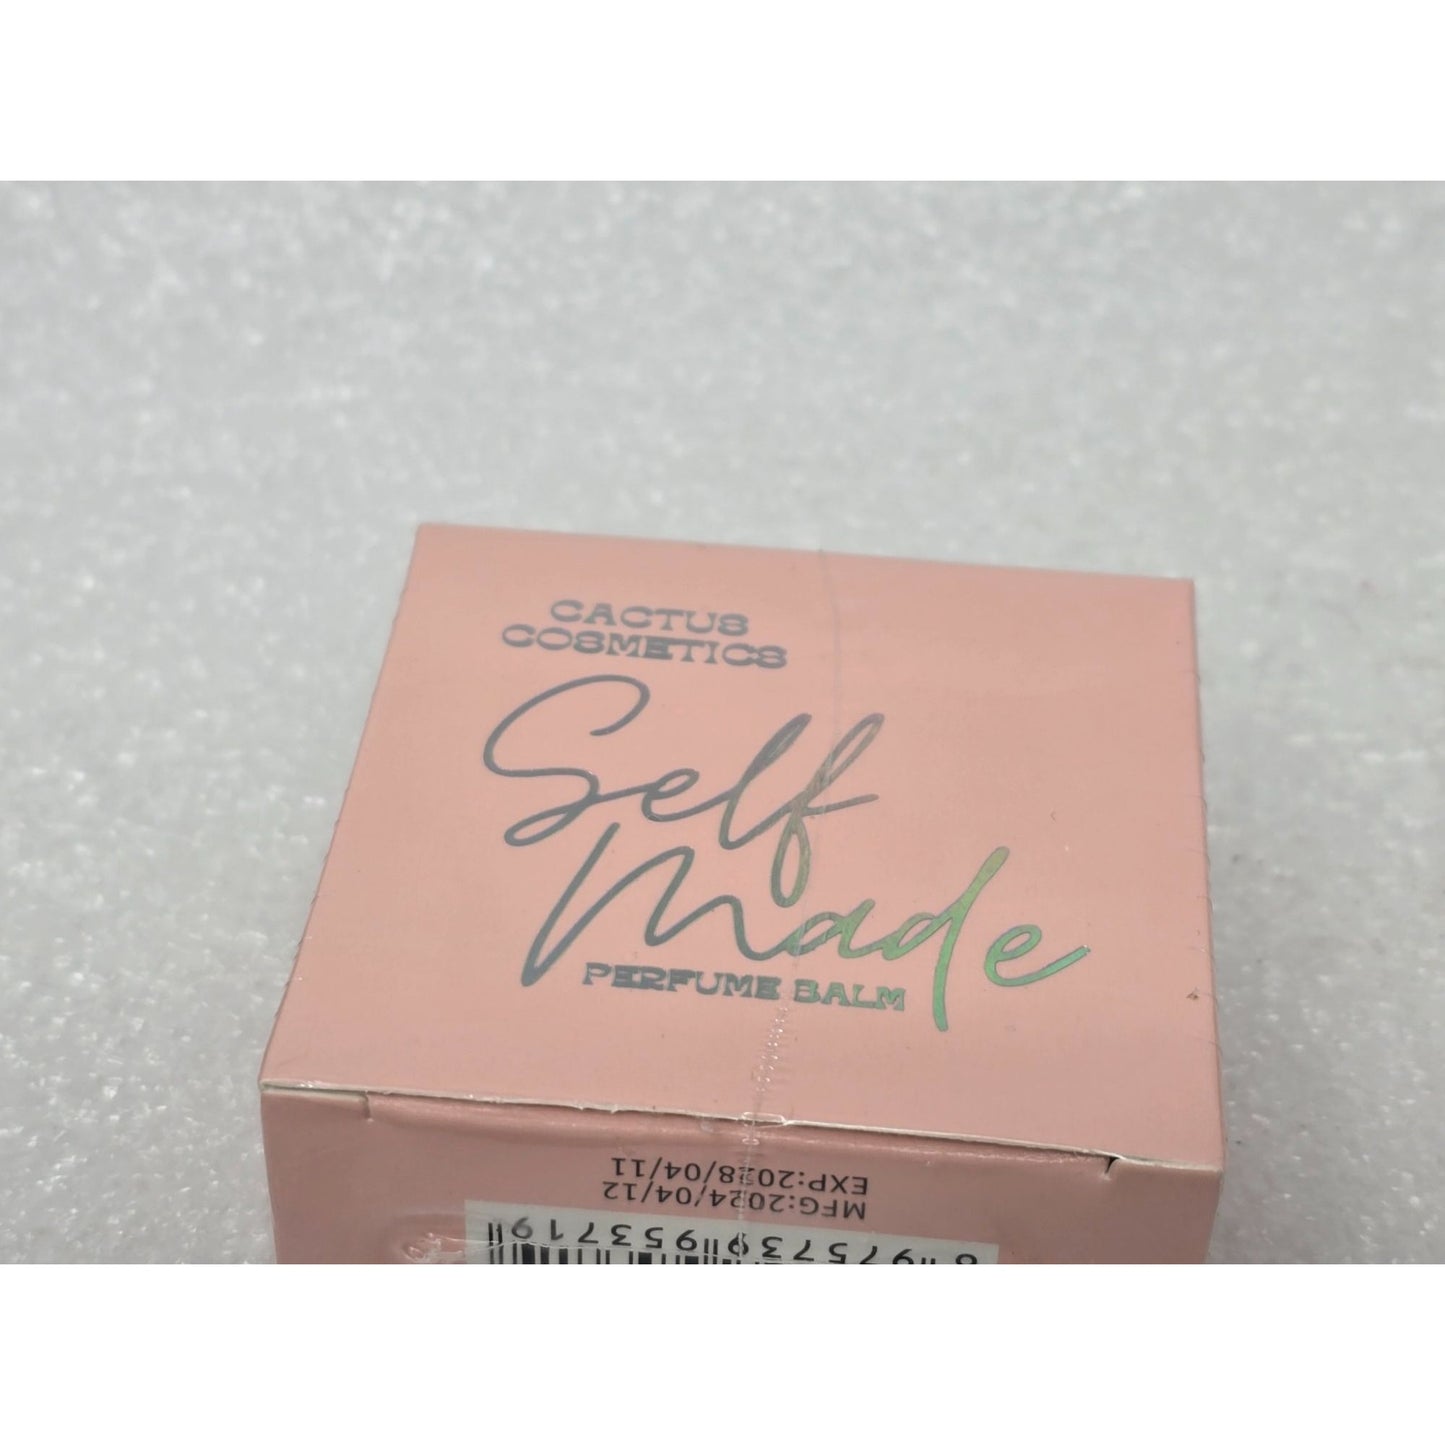 CACTUS
COSMETICS
Self
Made
PERFUME BALM
EXP:2028/04/11
MFG:2024/04/12